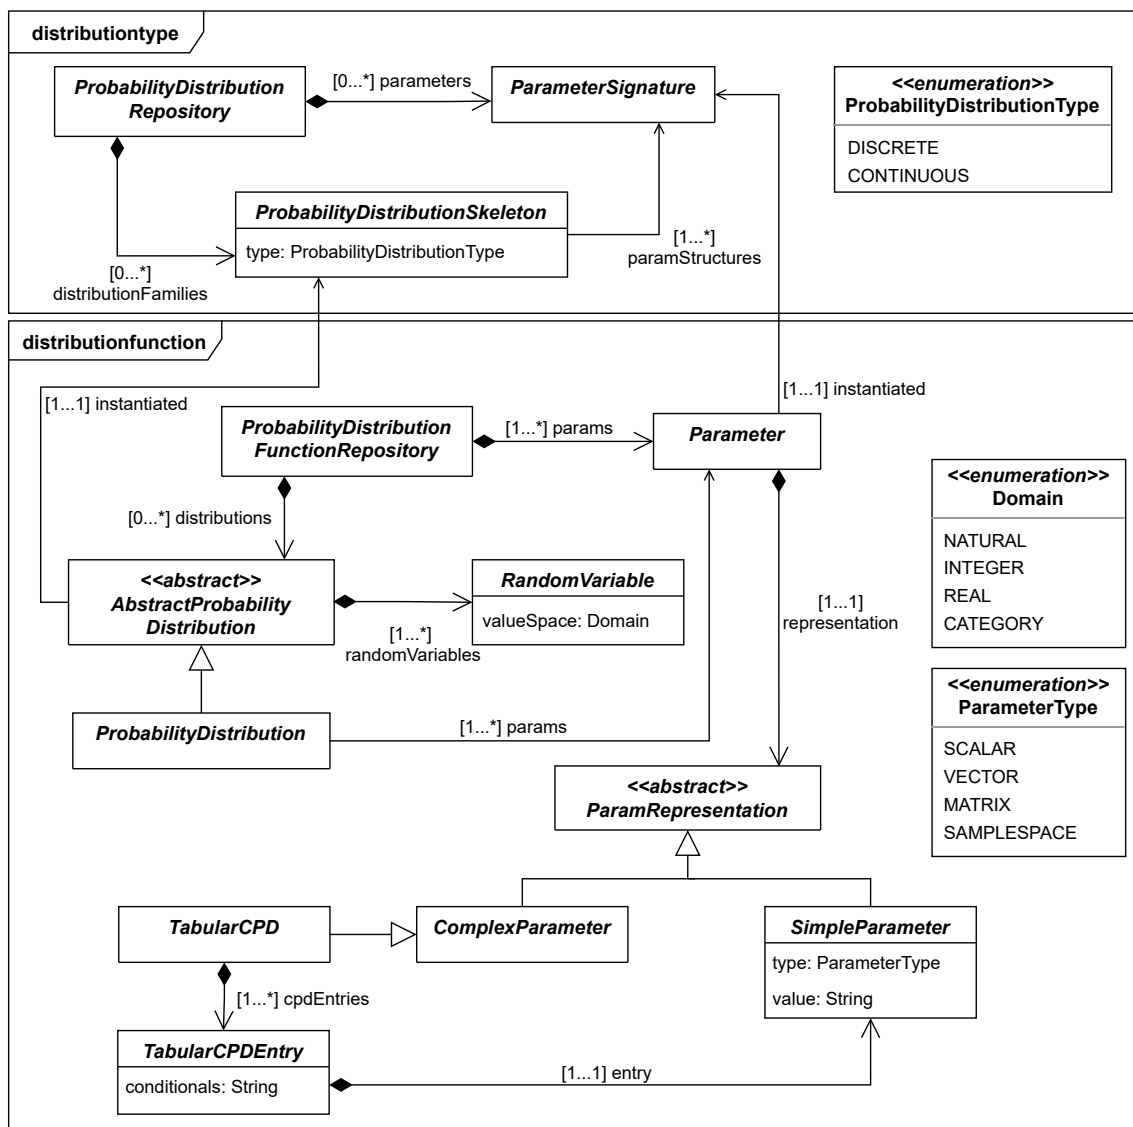 distributiontype
ProbabilityDistribution
Repository
[0...*] parameters
ParameterSignature
<<enumeration>>
ProbabilityDistributionType
DISCRETE
CONTINUOUS
ProbabilityDistributionSkeleton
type: ProbabilityDistributionType
[1...*]
paramStructures
[0...*]
distributionFamilies
distributionfunction
[1...1] instantiated
[1...1] instantiated
ProbabilityDistribution
FunctionRepository
[1...*] params
Parameter
<<enumeration>>
Domain
NATURAL
INTEGER
REAL
CATEGORY
[0...*] distributions
<<abstract>>
AbstractProbability
Distribution
[1...*]
randomVariables
RandomVariable
valueSpace: Domain
[1...1]
representation
<<enumeration>>
ParameterType
SCALAR
VECTOR
MATRIX
SAMPLESPACE
ProbabilityDistribution
[1...*] params
<<abstract>>
ParamRepresentation
TabularCPD
ComplexParameter
SimpleParameter
type: ParameterType
value: String
[1...*] cpdEntries
TabularCPDEntry
conditionals: String
[1...1] entry